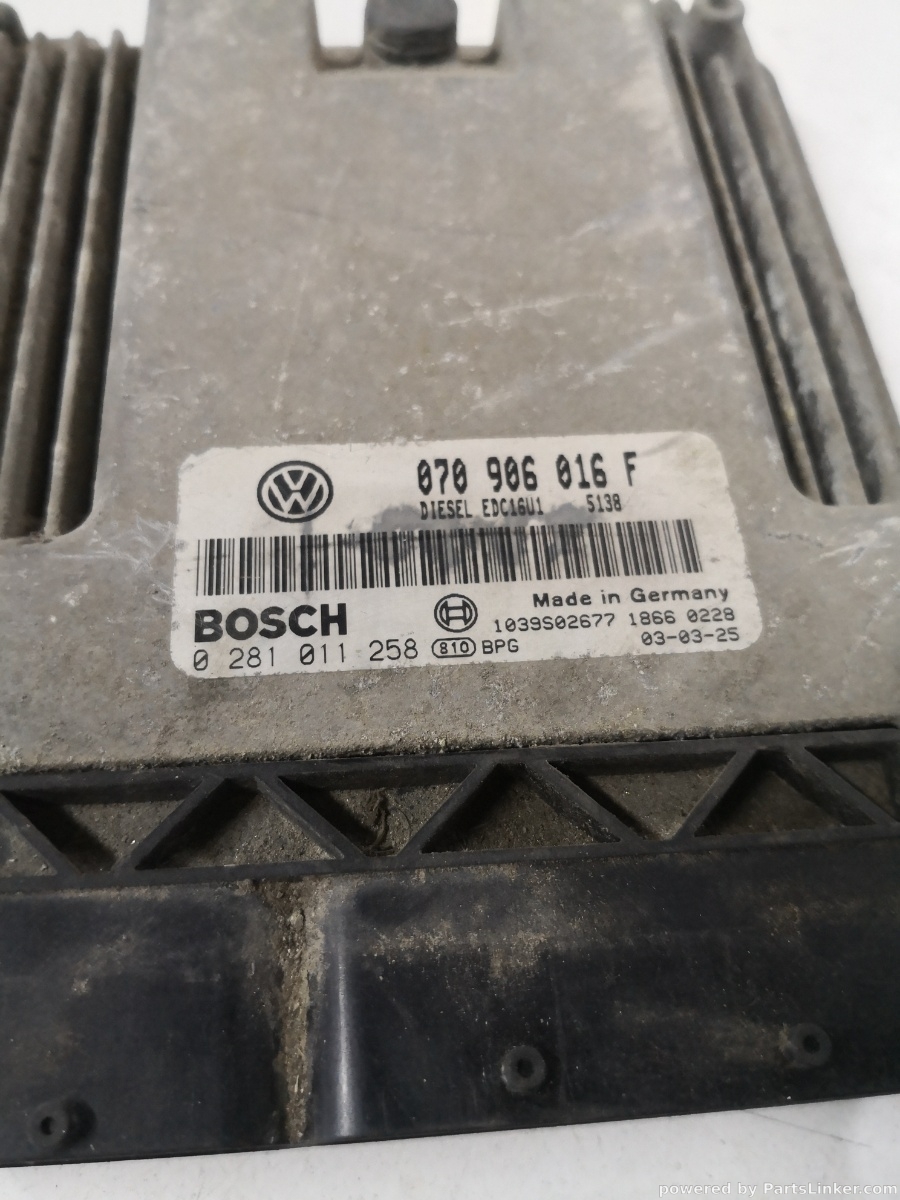 070 906 016 F
DIESEL EDC16U1 5138
Made in Germany
BOSCH
1039S02677 1866 0228
0 281 011 258 810 BPG
03-03-25
powered by PartsLinker.com